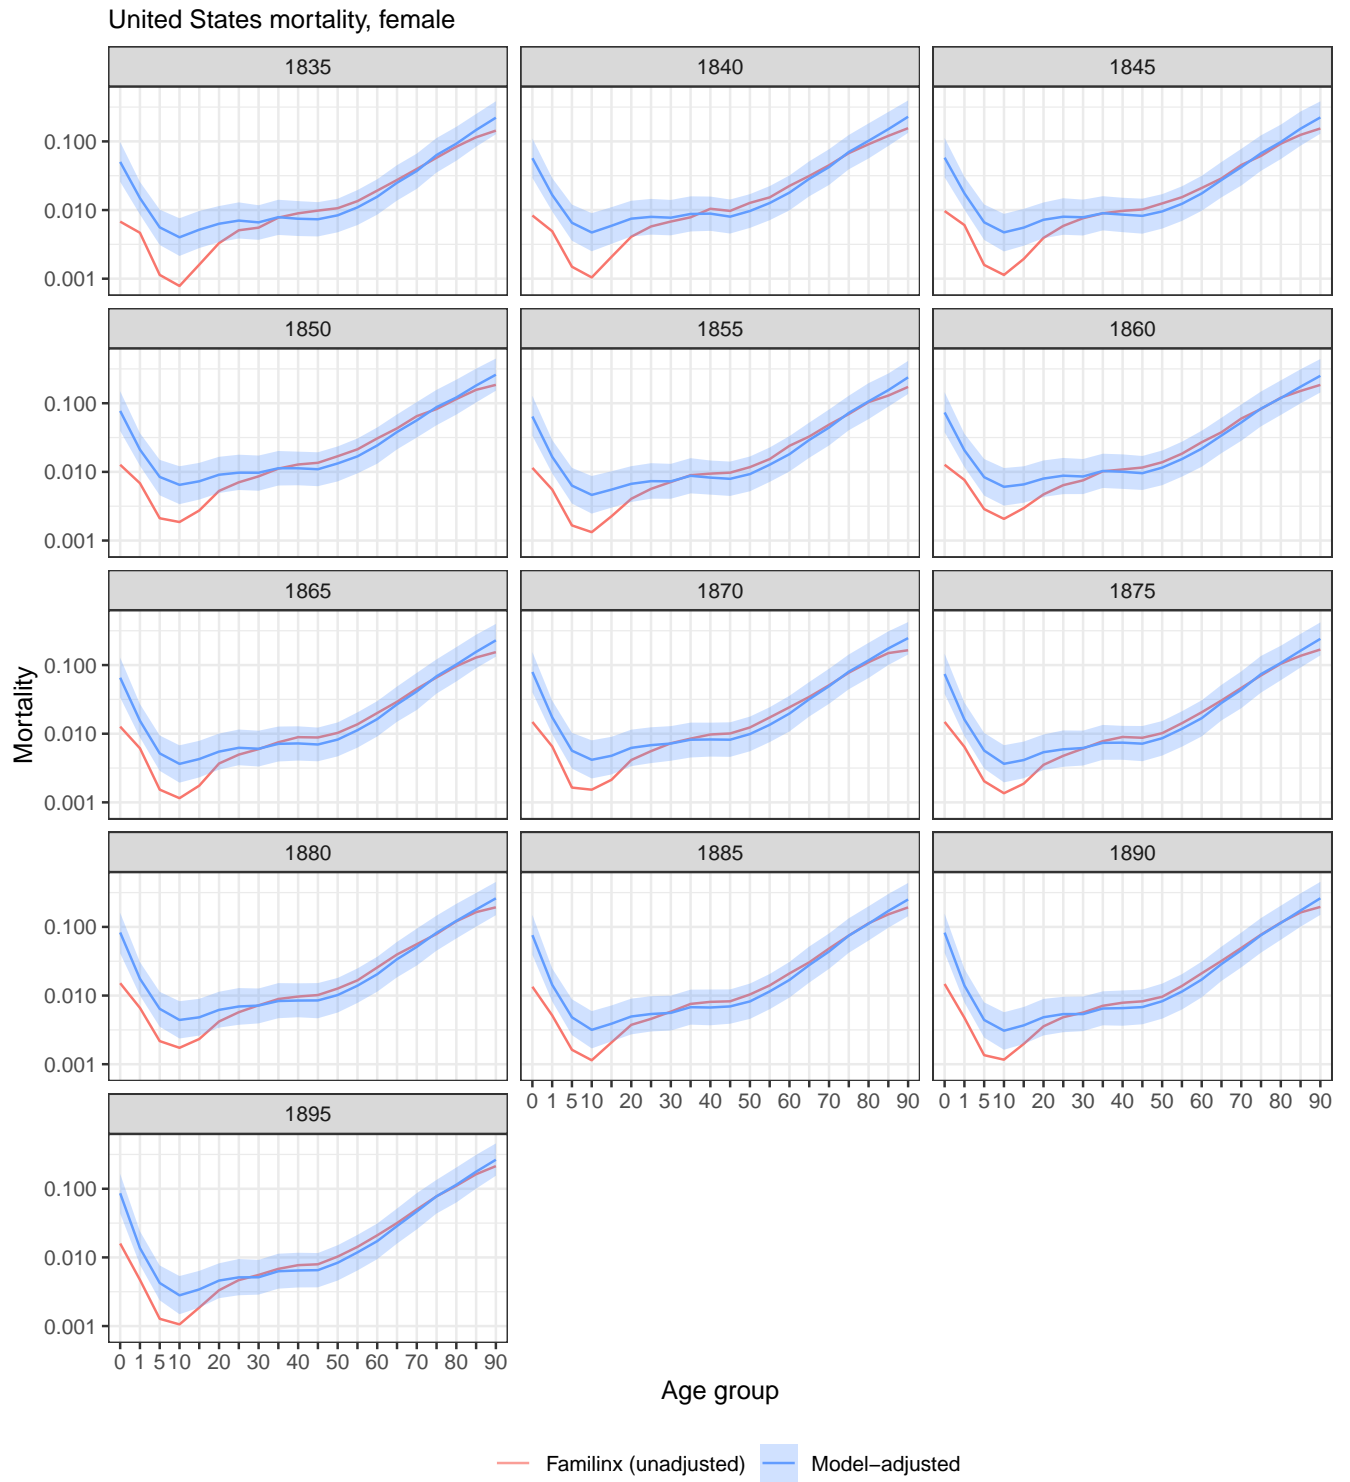 United States mortality, female
1835 1840 1845
0.100
0.010
0.001
1850 1855 1860
0.100
0.010
0.001
1865 1870 1875
0.100
0.010
0.001
Mortality
1880 1885 1890
0.100
0.010
0.001
0 1 5 10 20 30 40 50 60 70 80 90 0 1 5 10 20 30 40 50 60 70 80 90
1895
0.100
0.010
0.001
0 1 5 10 20 30 40 50 60 70 80 90
Age group
Familinx (unadjusted) Model−adjusted